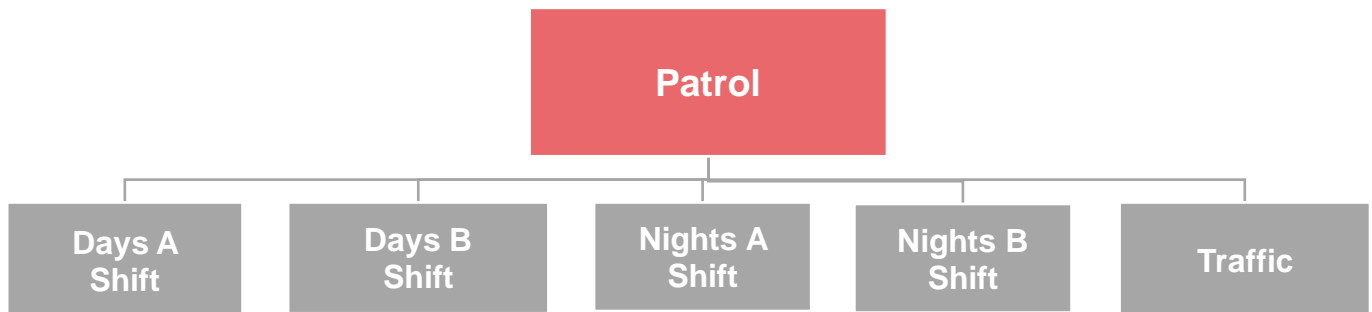 Patrol
Days A
Shift
Days B
Shift
Nights A
Shift
Nights B
Shift
Traffic